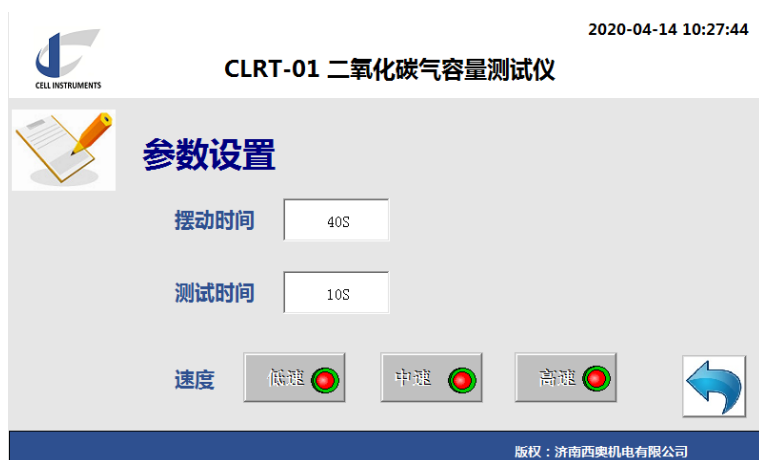 2020-04-14 10:27:44
CELL INSTRUMENTS
CLRT-01 二氧化碳气容量测试仪
参数设置
摆动时间 40S
测试时间 10S
速度 低速 中速 高速
版权：济南西奥机电有限公司